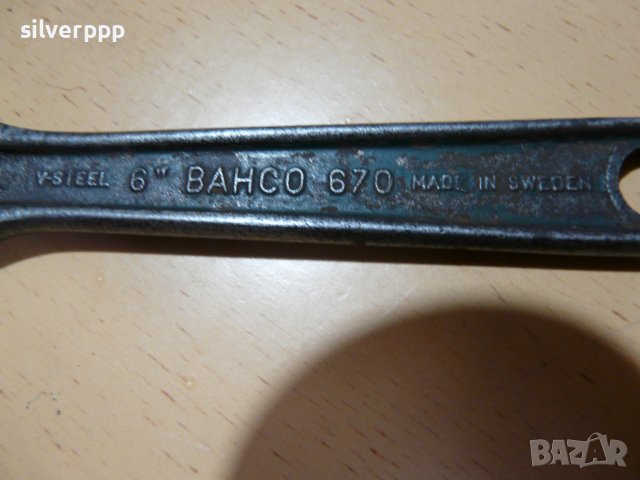 silverppp
V-STEEL 6" BAHCO 670 MADE IN SWEDEN
BAZAR